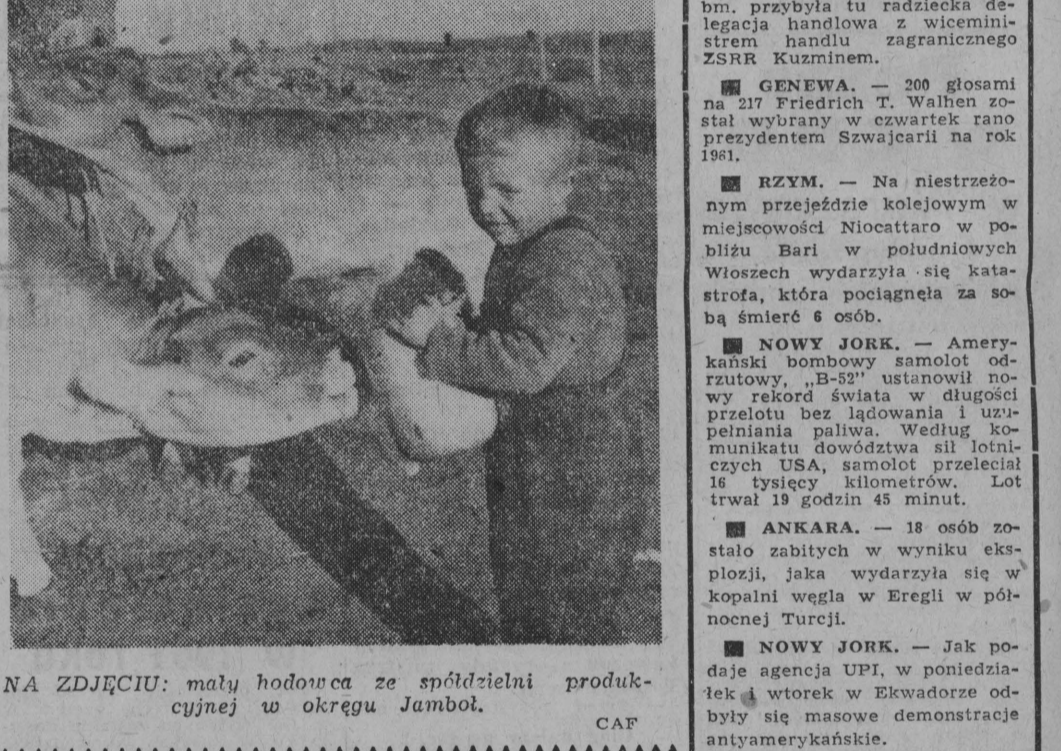 NA ZDJĘCIU: mały hodowca ze spółdzielni produk-
cyjnej w okręgu Jamboł.
CAF
bm. przybyła tu radziecka de-
legacja handlowa z wicemini-
strem handlu zagranicznego
ZSRR Kuzminem.
■ GENEWA. — 200 głosami
na 217 Friedrich T. Walhen zo-
stał wybrany w czwartek rano
prezydentem Szwajcarii na rok
1961.
■ RZYM. — Na niestrzeżo-
nym przejeździe kolejowym w
miejscowości Niocattaro w po-
bliżu Bari w południowych
Włoszech wydarzyła się kata-
strofa, która pociągnęła za so-
bą śmierć 6 osób.
■ NOWY JORK. — Amery-
kański bombowy samolot od-
rzutowy, „B-52" ustanowił no-
wy rekord świata w długości
przelotu bez lądowania i uzu-
pełniania paliwa. Według ko-
munikatu dowództwa sił lotni-
czych USA, samolot przeleciał
16 tysięcy kilometrów. Lot
trwał 19 godzin 45 minut.
■ ANKARA. — 18 osób zo-
stało zabitych w wyniku eks-
plozji, jaka wydarzyła się w
kopalni węgla w Eregli w pół-
nocnej Turcji.
■ NOWY JORK. — Jak po-
daje agencja UPI, w poniedzia-
łek i wtorek w Ekwadorze od-
były się masowe demonstracje
antyamerykańskie.